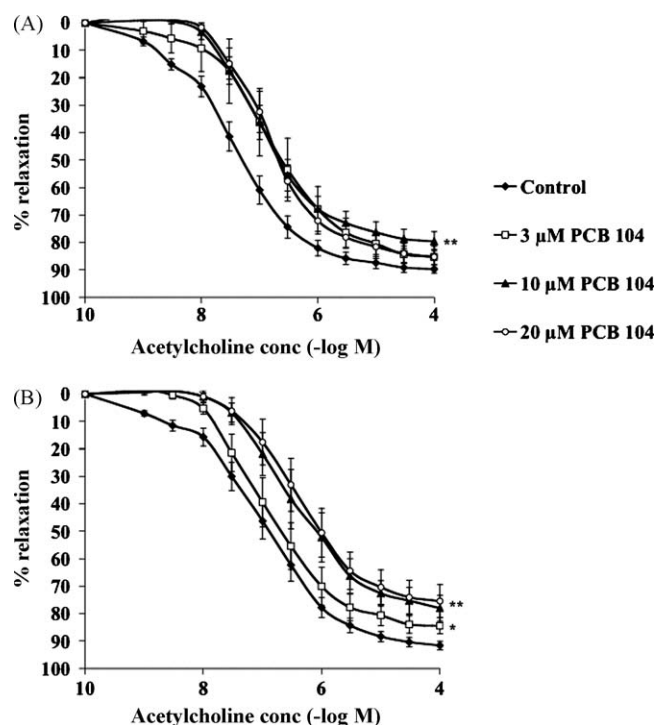 (A)
0
10
20
30
40
50
60
70
80
90
100
% relaxation
**
10 8 6 4
Acetylcholine conc (-log M)
Control
3 µM PCB 104
10 µM PCB 104
20 µM PCB 104
(B)
0
10
20
30
40
50
60
70
80
90
100
% relaxation
**
*
10 8 6 4
Acetylcholine conc (-log M)